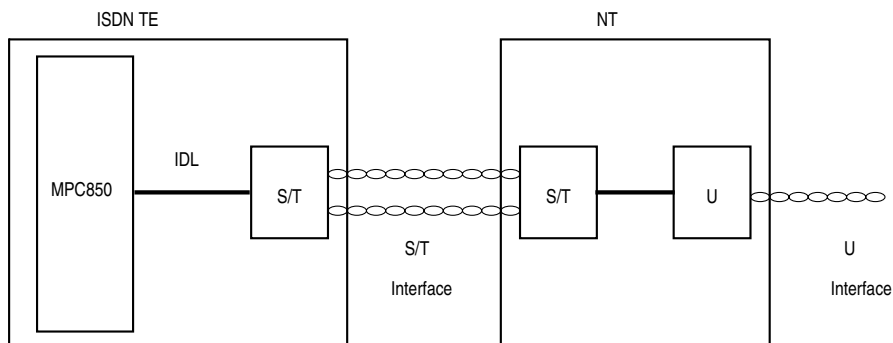 ISDN TE
NT
MPC850
IDL
S/T
S/T
Interface
S/T
U
U
Interface